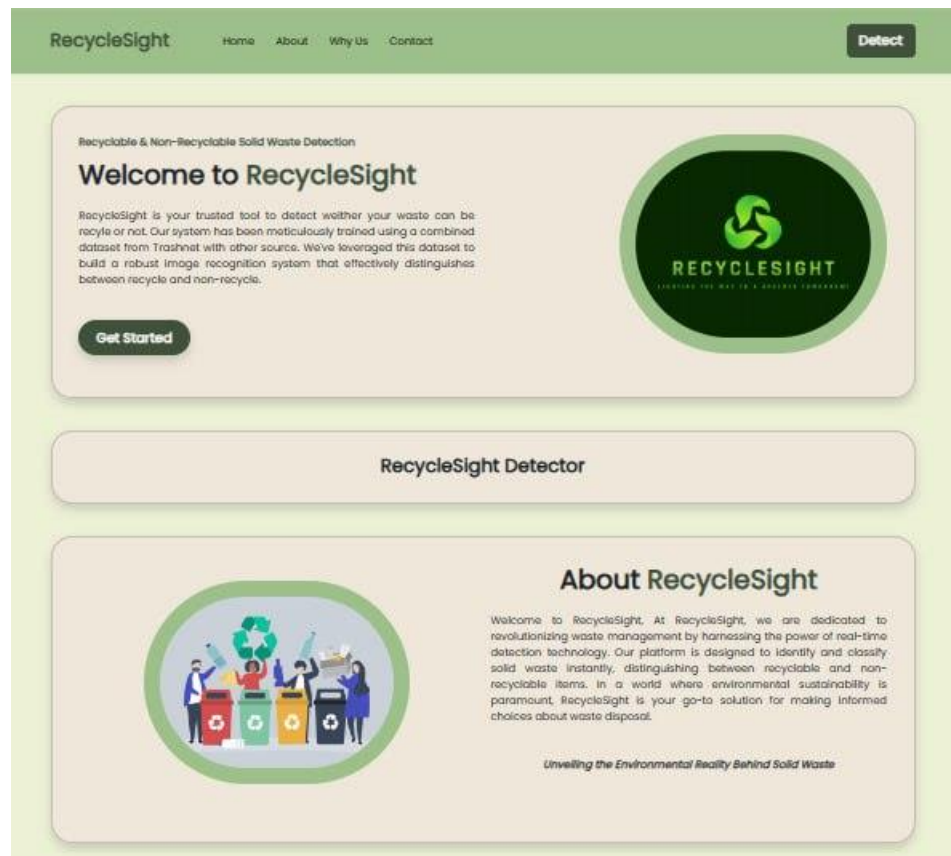 RecycleSight
Home About Why Us Contact
Detect
Recyclable & Non-Recyclable Solid Waste Detection
Welcome to RecycleSight
RecycleSight is your trusted tool to detect weither your waste can be
recyle or not. Our system has been meticulously trained using a combined
dataset from Trashnet with other source. We've leveraged this dataset to
build a robust image recognition system that effectively distinguishes
between recycle and non-recycle.
Get Started
RECYCLESIGHT
RecycleSight Detector
About RecycleSight
Welcome to RecycleSight, At RecycleSight, we are dedicated to
revolutionizing waste management by harnessing the power of real-time
detection technology. Our platform is designed to identify and classify
solid waste instantly, distinguishing between recyclable and non-
recyclable items. In a world where environmental sustainability is
paramount, RecycleSight is your go-to solution for making informed
choices about waste disposal.
Unveiling the Environmental Reality Behind Solid Waste